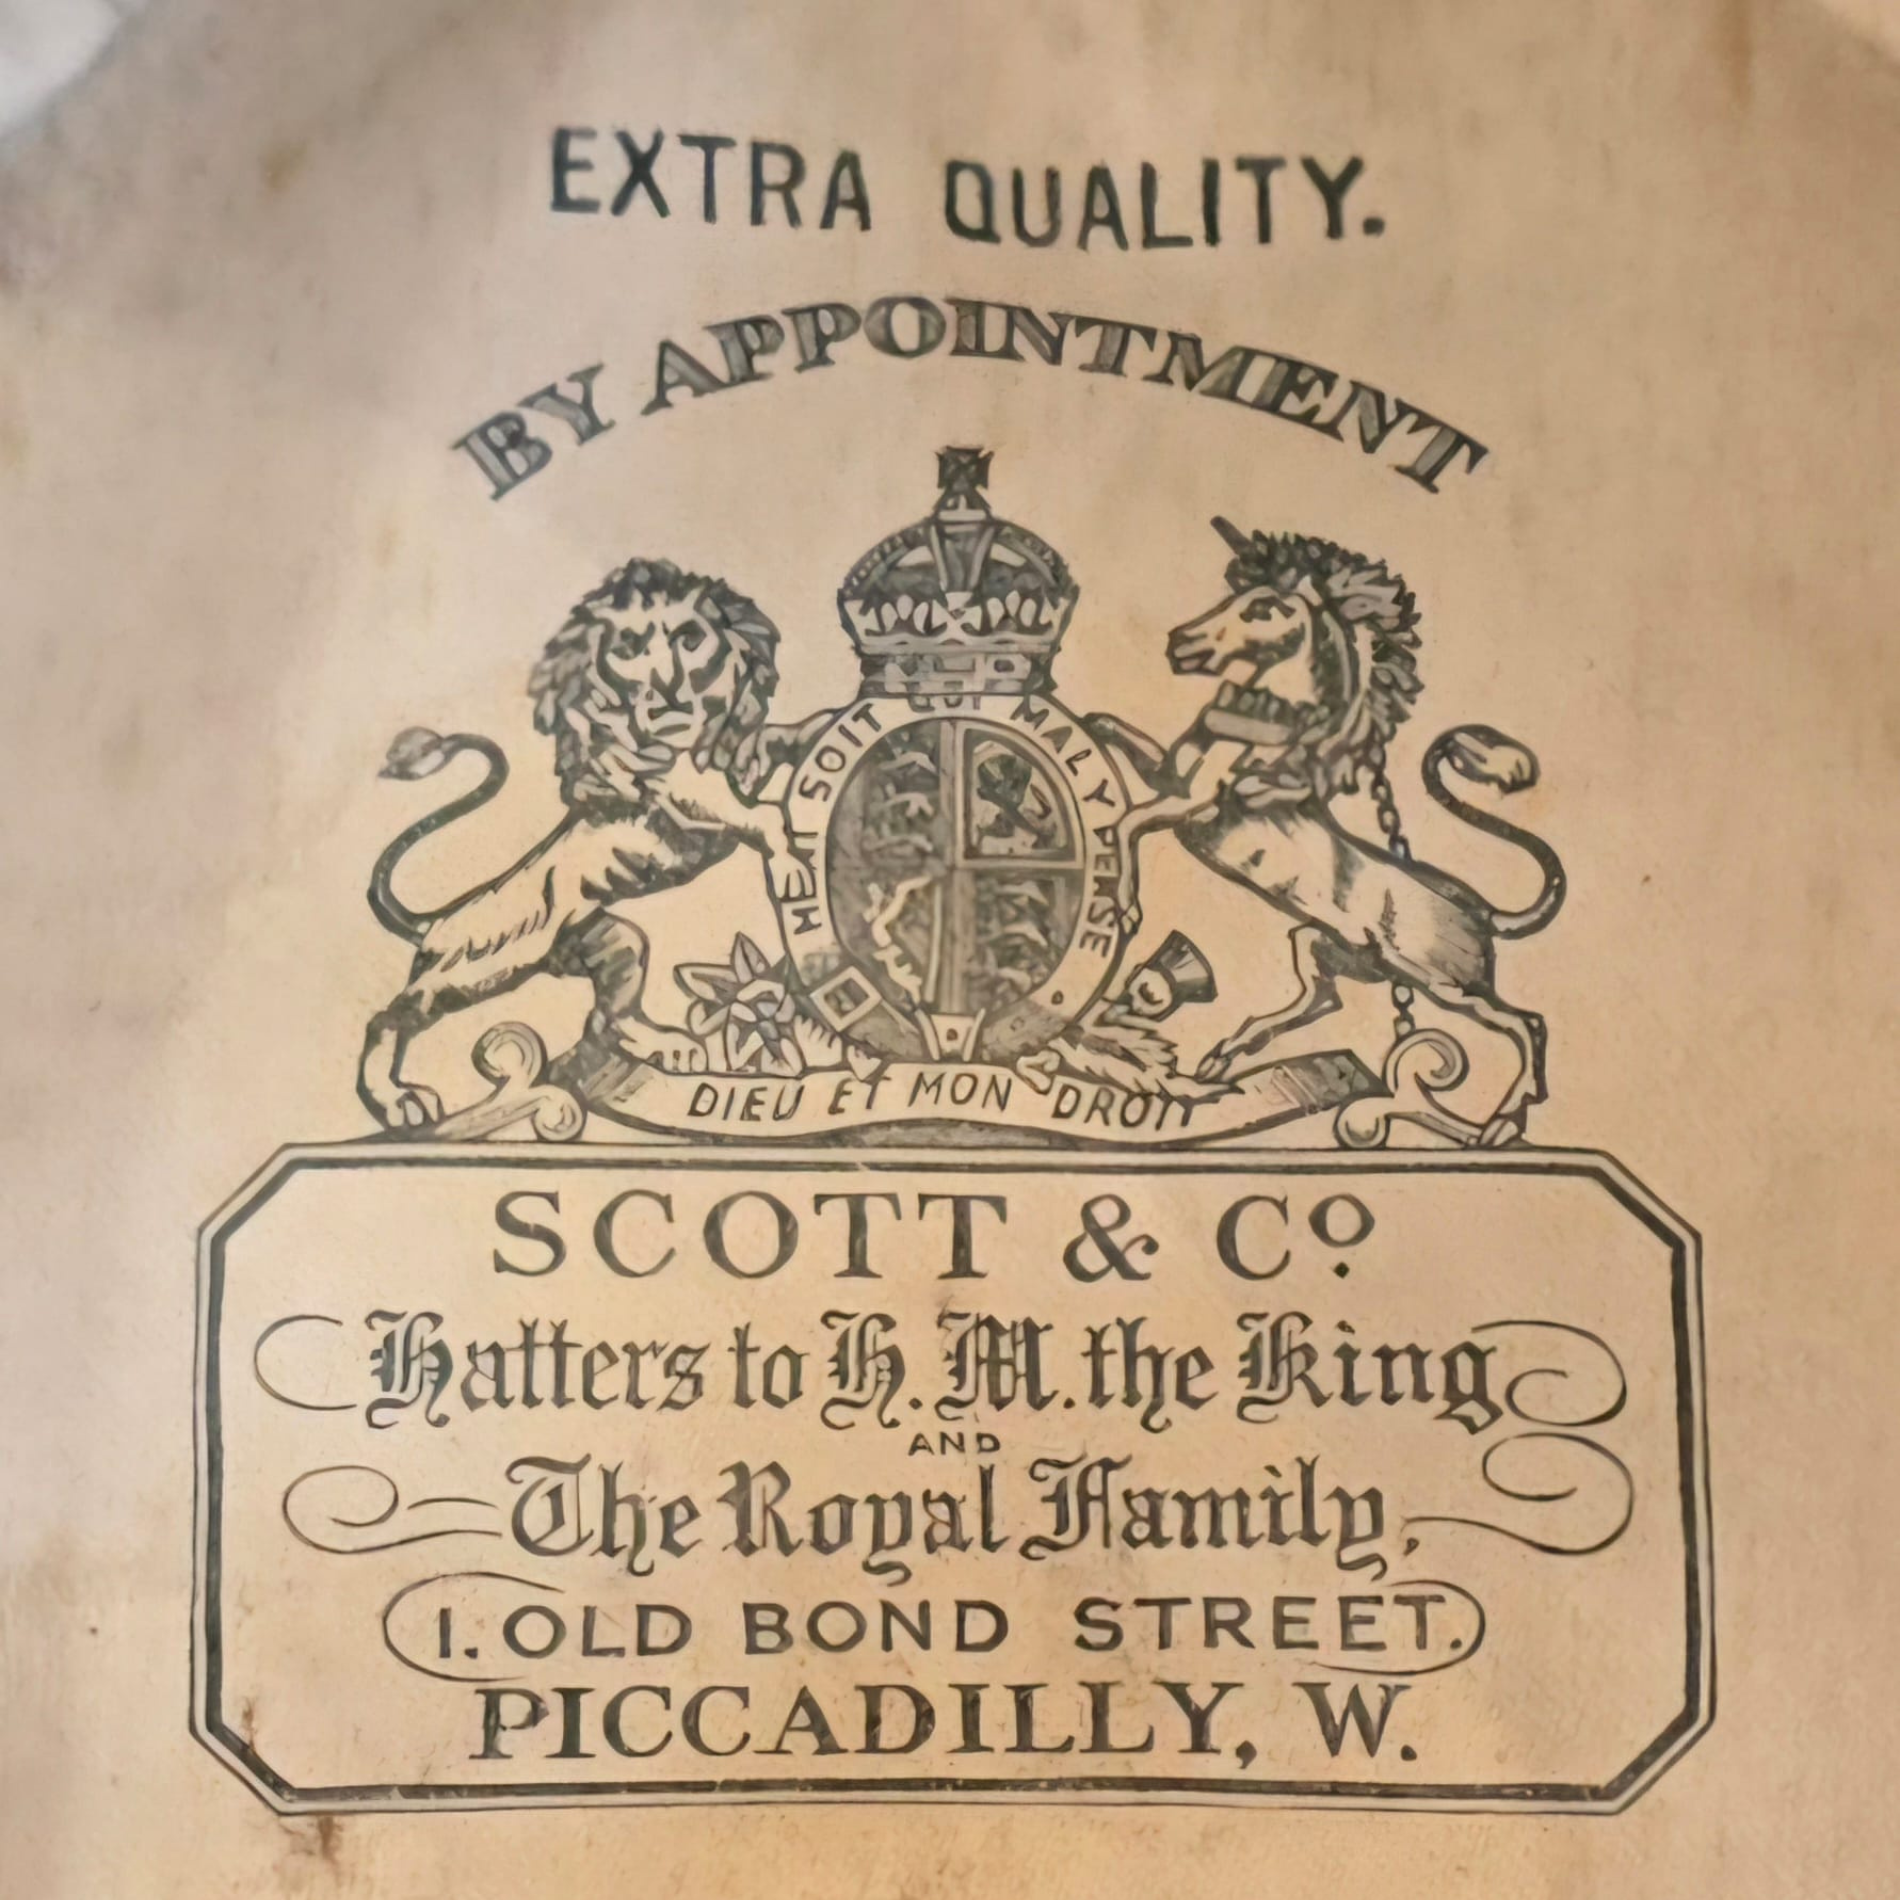 EXTRA QUALITY.
BY APPOINTMENT
SOIT QUI MAL Y PENSE
DIEU ET MON DROIT
SCOTT & Cº.
Hatters to H.M. the King
AND
The Royal Family,
1. OLD BOND STREET.
PICCADILLY, W.